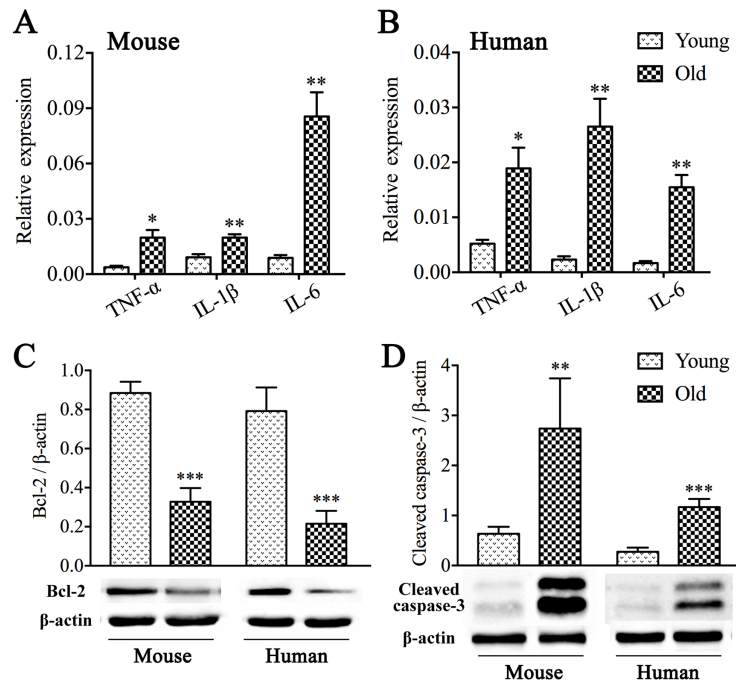 A
Mouse
Relative expression
0.12
0.09
0.06
0.03
0.00
*
**
**
TNF-α
IL-1β
IL-6
B
Human
Young
Old
Relative expression
0.04
0.03
0.02
0.01
0.00
*
**
**
TNF-α
IL-1β
IL-6
C
Bcl-2 / β-actin
1.0
0.8
0.6
0.4
0.2
0.0
***
***
Bcl-2
β-actin
Mouse
Human
D
Young
Old
Cleaved caspase-3 / β-actin
4
3
2
1
0
**
***
Cleaved
caspase-3
β-actin
Mouse
Human